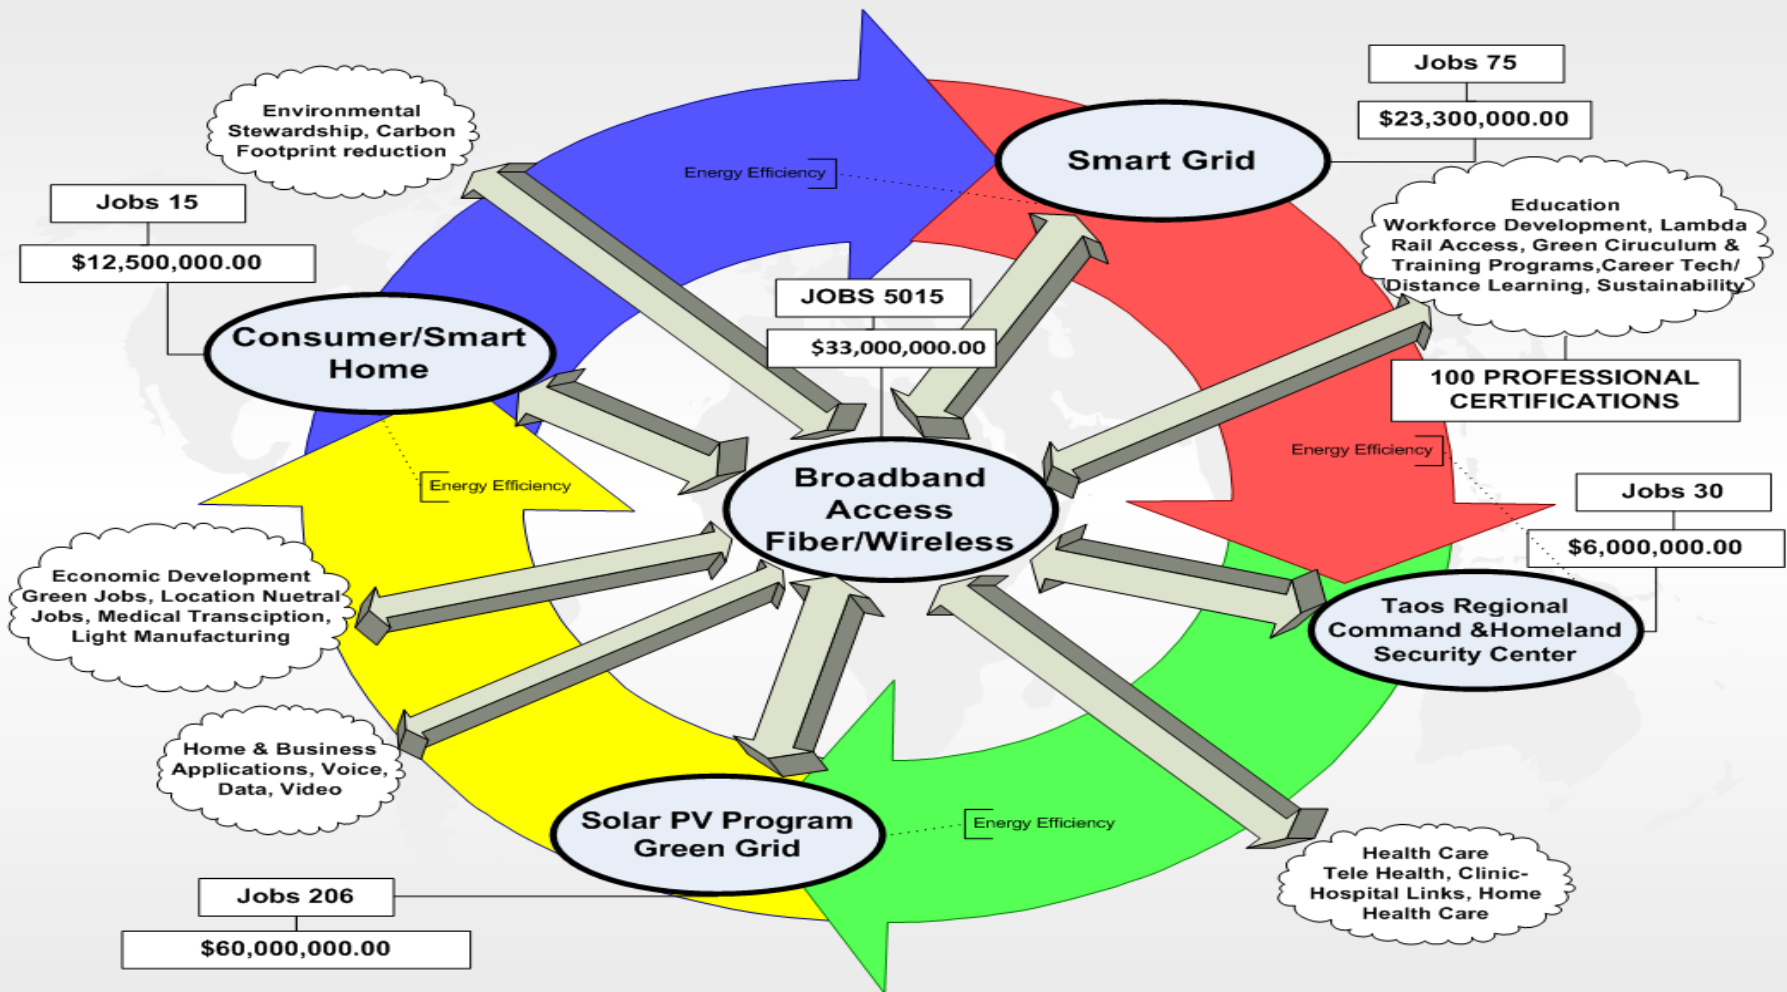 Jobs 75
$23,300,000.00
Environmental
Stewardship, Carbon
Footprint reduction
Energy Efficiency
Smart Grid
Jobs 15
$12,500,000.00
Education
Workforce Development, Lambda
Rail Access, Green Ciruculum &
Training Programs,Career Tech/
Distance Learning, Sustainability
JOBS 5015
$33,000,000.00
Consumer/Smart
Home
100 PROFESSIONAL
CERTIFICATIONS
Energy Efficiency
Energy Efficiency
Broadband
Access
Fiber/Wireless
Jobs 30
$6,000,000.00
Economic Development
Green Jobs, Location Nuetral
Jobs, Medical Transciption,
Light Manufacturing
Taos Regional
Command &Homeland
Security Center
Home & Business
Applications, Voice,
Data, Video
Solar PV Program
Green Grid
Energy Efficiency
Jobs 206
$60,000,000.00
Health Care
Tele Health, Clinic-
Hospital Links, Home
Health Care